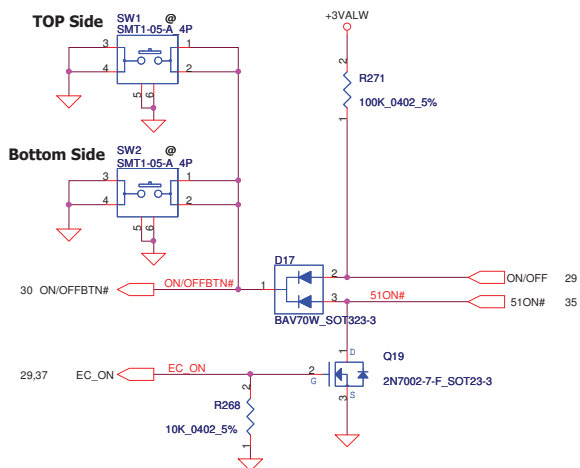 TOP Side
SW1 @
SMT1-05-A_4P
3 1
4 2
5 6
+3VALW
2
R271
100K_0402_5%
1
Bottom Side
SW2 @
SMT1-05-A_4P
3 1
4 2
5 6
D17
30 ON/OFFBTN# ON/OFFBTN# 1 2 ON/OFF 29
3 51ON# 51ON# 35
BAV70W_SOT323-3
1 D
Q19
29,37 EC_ON EC_ON 2 G
2N7002-7-F_SOT23-3
3 S
2
R268
10K_0402_5%
1